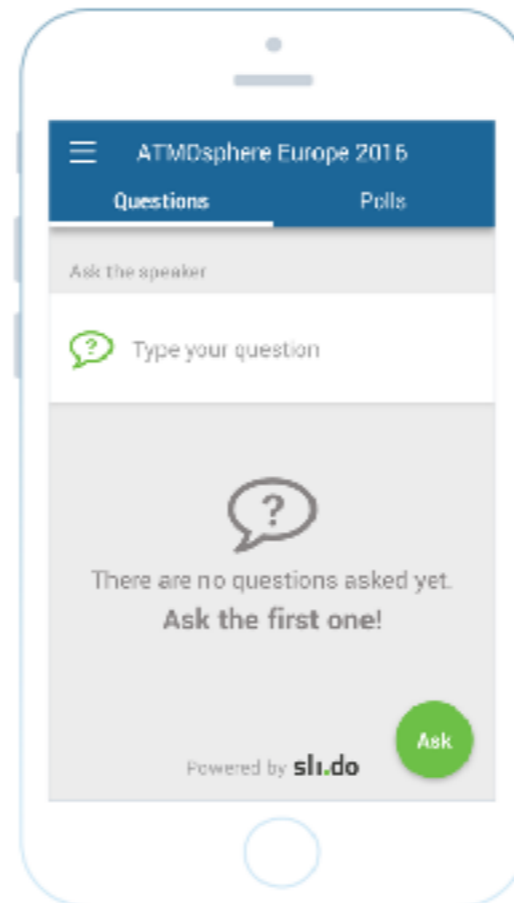 ATMOsphere Europe 2016
Questions Polls
Ask the speaker
? Type your question
?
There are no questions asked yet.
Ask the first one!
Ask
Powered by sli.do